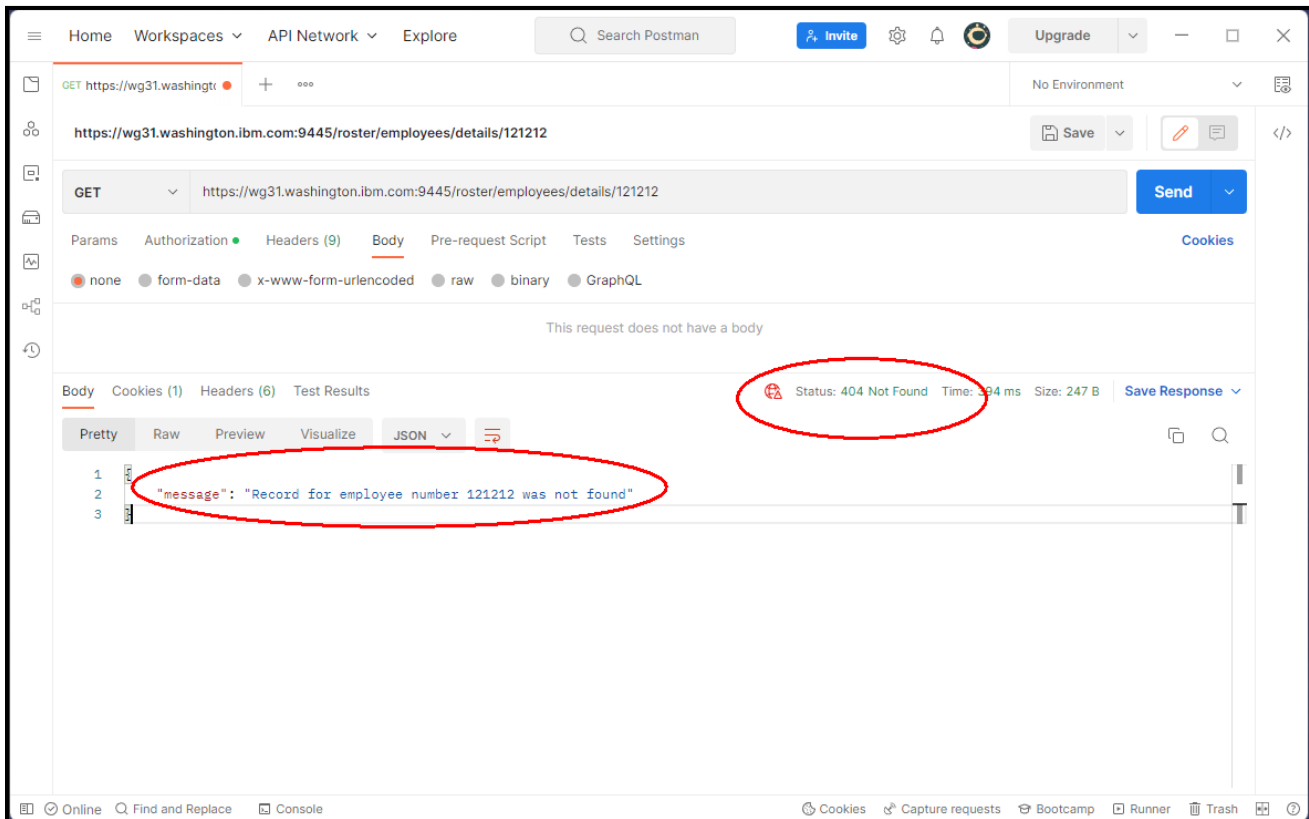 Home Workspaces API Network Explore Search Postman Invite Upgrade
GET https://wg31.washingto No Environment
https://wg31.washington.ibm.com:9445/roster/employees/details/121212 Save </>
GET https://wg31.washington.ibm.com:9445/roster/employees/details/121212 Send
Params Authorization Headers (9) Body Pre-request Script Tests Settings Cookies
none form-data x-www-form-urlencoded raw binary GraphQL
This request does not have a body
Body Cookies (1) Headers (6) Test Results Status: 404 Not Found Time: 394 ms Size: 247 B Save Response
Pretty Raw Preview Visualize JSON
1 {
2 "message": "Record for employee number 121212 was not found"
3 }
Online Find and Replace Console Cookies Capture requests Bootcamp Runner Trash